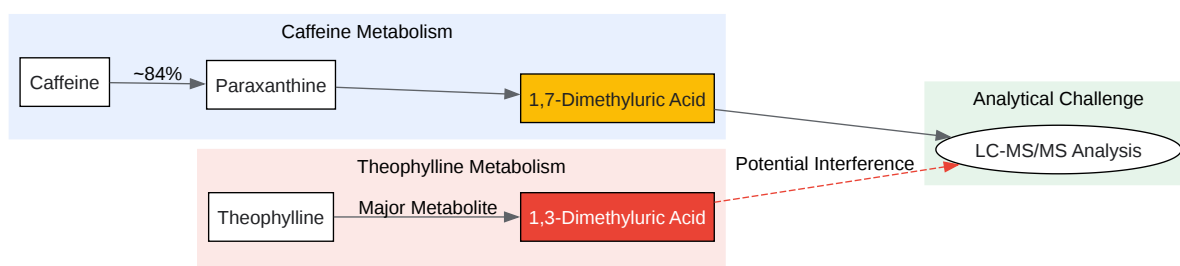 Caffeine Metabolism
Caffeine
~84%
Paraxanthine
1,7-Dimethyluric Acid
Theophylline Metabolism
Theophylline
Major Metabolite
1,3-Dimethyluric Acid
Potential Interference
Analytical Challenge
LC-MS/MS Analysis